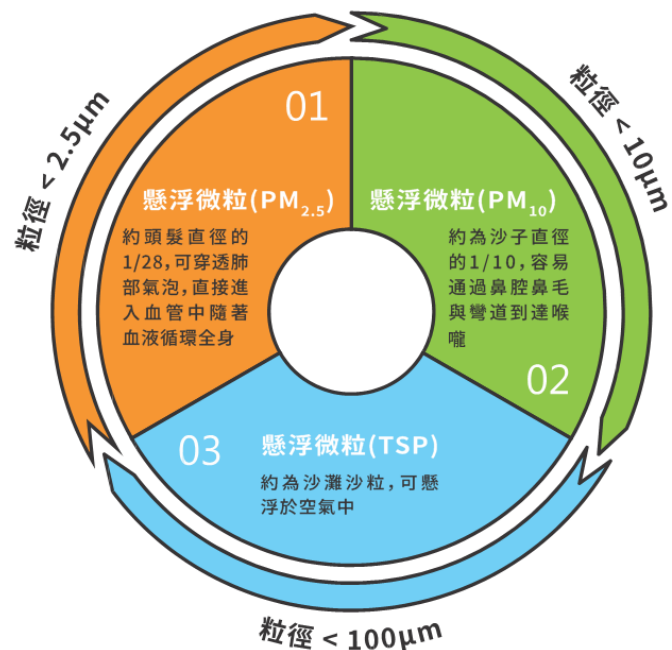 粒徑 < 2.5μm
01
懸浮微粒(PM2.5)
約頭髮直徑的
1/28,可穿透肺
部氣泡,直接進
入血管中隨著
血液循環全身
粒徑 < 10μm
懸浮微粒(PM10)
約為沙子直徑
的1/10,容易
通過鼻腔鼻毛
與彎道到達喉
嚨
02
03
懸浮微粒(TSP)
約為沙灘沙粒,可懸
浮於空氣中
粒徑 < 100μm